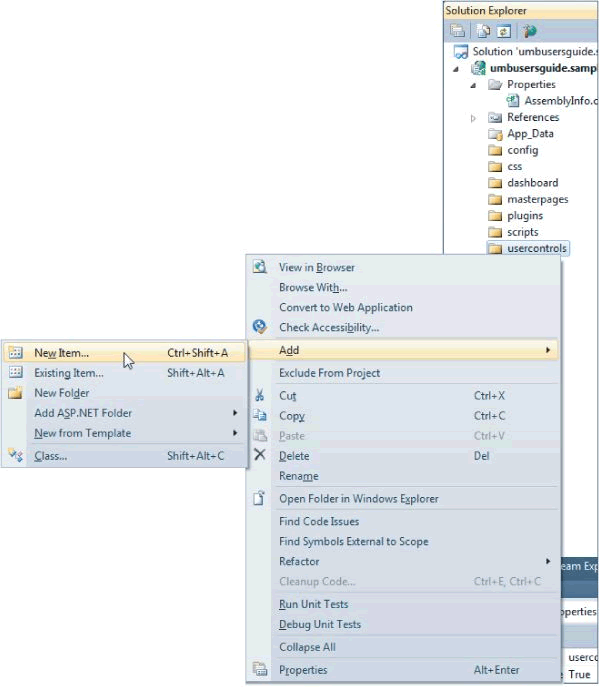 Solution Explorer
Solution 'umbusersguide.s
umbusersguide.sampl
Properties
AssemblyInfo.c
References
App_Data
config
css
dashboard
masterpages
plugins
scripts
usercontrols
View in Browser
Browse With...
Convert to Web Application
Check Accessibility...
Add
Exclude From Project
Cut Ctrl+X
Copy Ctrl+C
Paste Ctrl+V
Delete Del
Rename
Open Folder in Windows Explorer
Find Code Issues
Find Symbols External to Scope
Refactor
Cleanup Code... Ctrl+E, Ctrl+C
Run Unit Tests
Debug Unit Tests
Collapse All
Properties Alt+Enter
New Item... Ctrl+Shift+A
Existing Item... Shift+Alt+A
New Folder
Add ASP.NET Folder
New from Template
Class... Shift+Alt+C
eam Exp
operties
userco
True